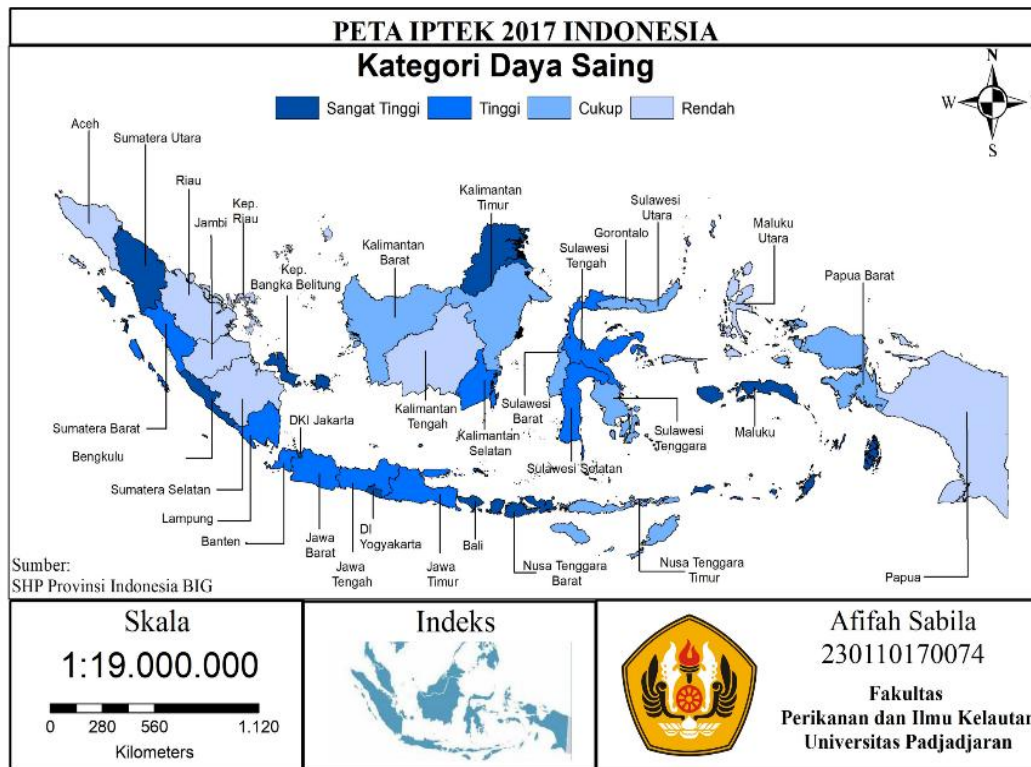 PETA IPTEK 2017 INDONESIA
Kategori Daya Saing
Sangat Tinggi
Tinggi
Cukup
Rendah
N
W
S
Aceh
Sumatera Utara
Riau
Jambi
Kep.
Riau
Kep.
Bangka Belitung
Kalimantan
Barat
Kalimantan
Timur
Sulawesi
Tengah
Gorontalo
Sulawesi
Utara
Maluku
Utara
Papua Barat
Sumatera Barat
Bengkulu
Sumatera Selatan
Lampung
Banten
DKI Jakarta
Jawa
Barat
Jawa
Tengah
DI
Yogyakarta
Jawa
Timur
Bali
Kalimantan
Tengah
Kalimantan
Selatan
Sulawesi
Barat
Sulawesi Selatan
Sulawesi
Tenggara
Maluku
Nusa Tenggara
Barat
Nusa Tenggara
Timur
Papua
Sumber:
SHP Provinsi Indonesia BIG
Skala
1:19.000.000
0 280 560 1.120
Kilometers
Indeks
Afifah Sabila
230110170074
Fakultas
Perikanan dan Ilmu Kelautan
Universitas Padjadjaran